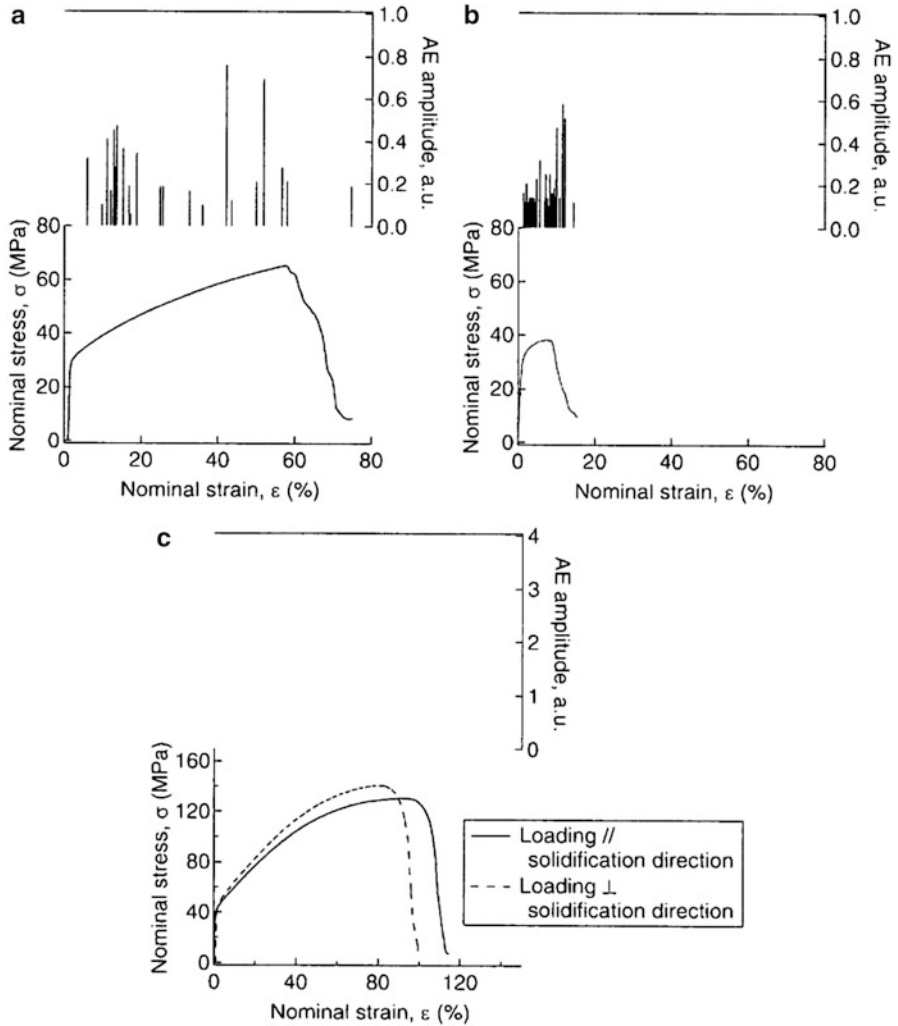 a
1.0
0.8
0.6
0.4
0.2
0.0
AE amplitude, a.u.
80
60
40
20
0
Nominal stress, σ (MPa)
0 20 40 60 80
Nominal strain, ε (%)
b
1.0
0.8
0.6
0.4
0.2
0.0
AE amplitude, a.u.
80
60
40
20
0
Nominal stress, σ (MPa)
0 20 40 60 80
Nominal strain, ε (%)
c
4
3
2
1
0
AE amplitude, a.u.
160
120
80
40
0
Nominal stress, σ (MPa)
0 40 80 120
Nominal strain, ε (%)
Loading //
solidification direction
Loading ⊥
solidification direction